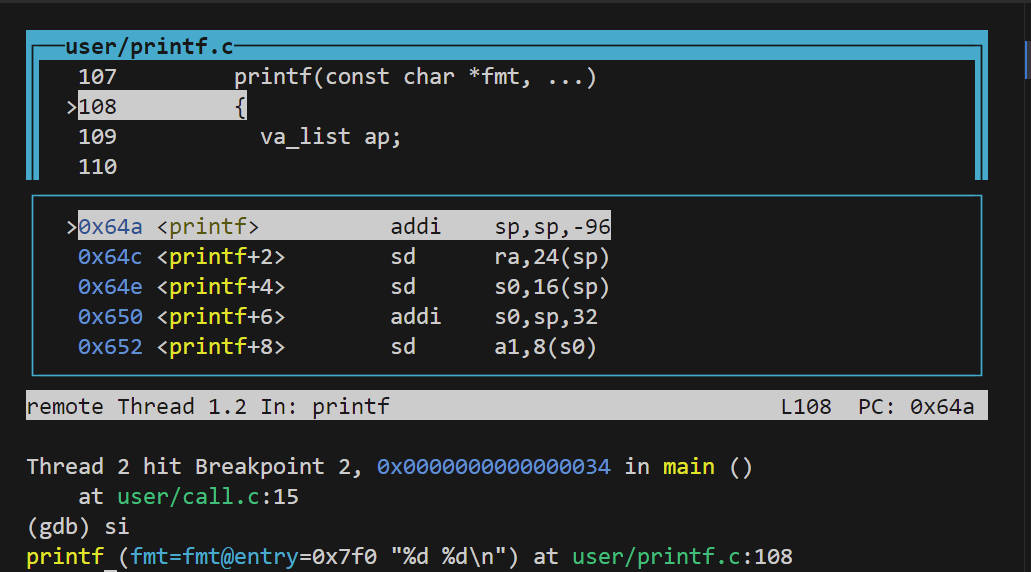 user/printf.c
107 printf(const char *fmt, ...)
>108 {
109 va_list ap;
110
>0x64a <printf> addi sp,sp,-96
0x64c <printf+2> sd ra,24(sp)
0x64e <printf+4> sd s0,16(sp)
0x650 <printf+6> addi s0,sp,32
0x652 <printf+8> sd a1,8(s0)
remote Thread 1.2 In: printf L108 PC: 0x64a
Thread 2 hit Breakpoint 2, 0x0000000000000034 in main ()
at user/call.c:15
(gdb) si
printf (fmt=fmt@entry=0x7f0 "%d %d\n") at user/printf.c:108